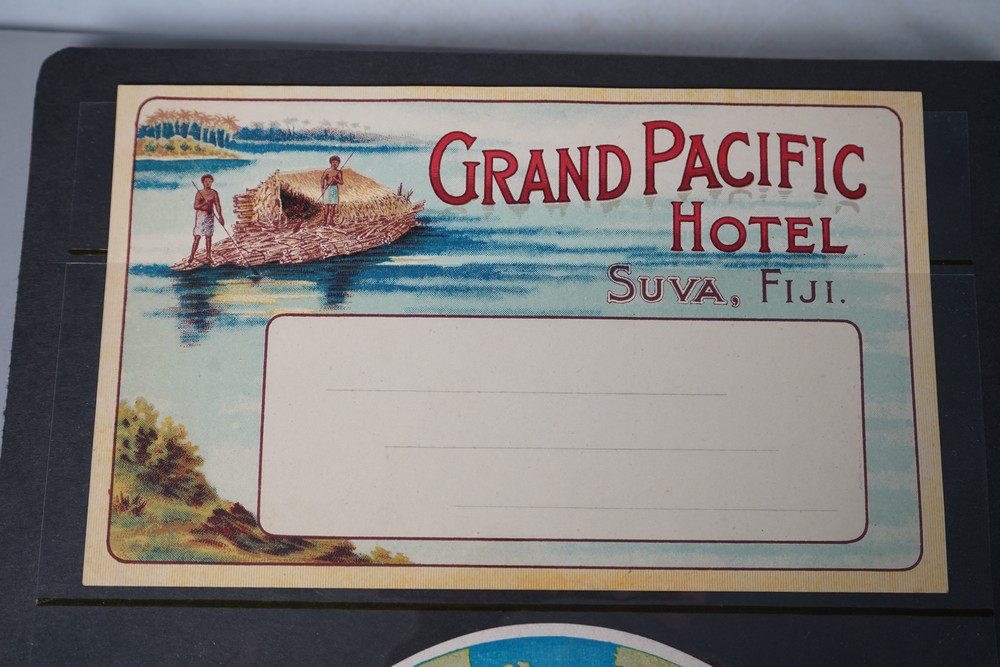 GRAND PACIFIC
HOTEL
SUVA, FIJI.